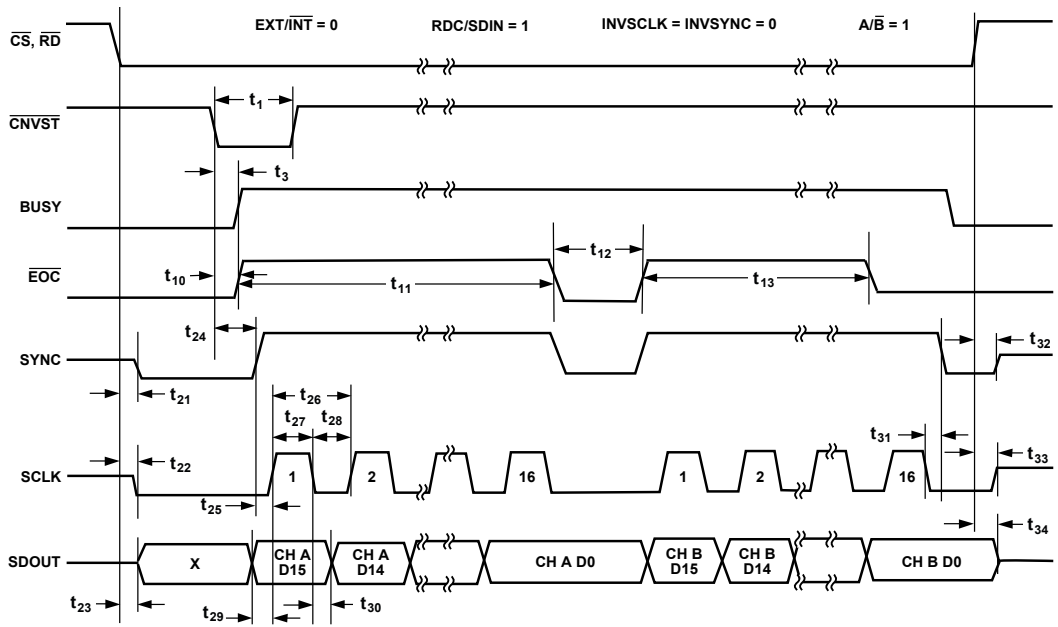 EXT/INT = 0 RDC/SDIN = 1 INVSCLK = INVSYNC = 0 A/B = 1
CS, RD
t1
CNVST
t3
BUSY
t12
t10
EOC
t11
t13
t24
t32
SYNC
t21
t26
t27 t28
t31
t22
t33
SCLK
1 2 16 1 2 16
t25
t34
SDOUT
X
CH A D15
CH A D14
CH A D0
CH B D15
CH B D14
CH B D0
t23
t29
t30